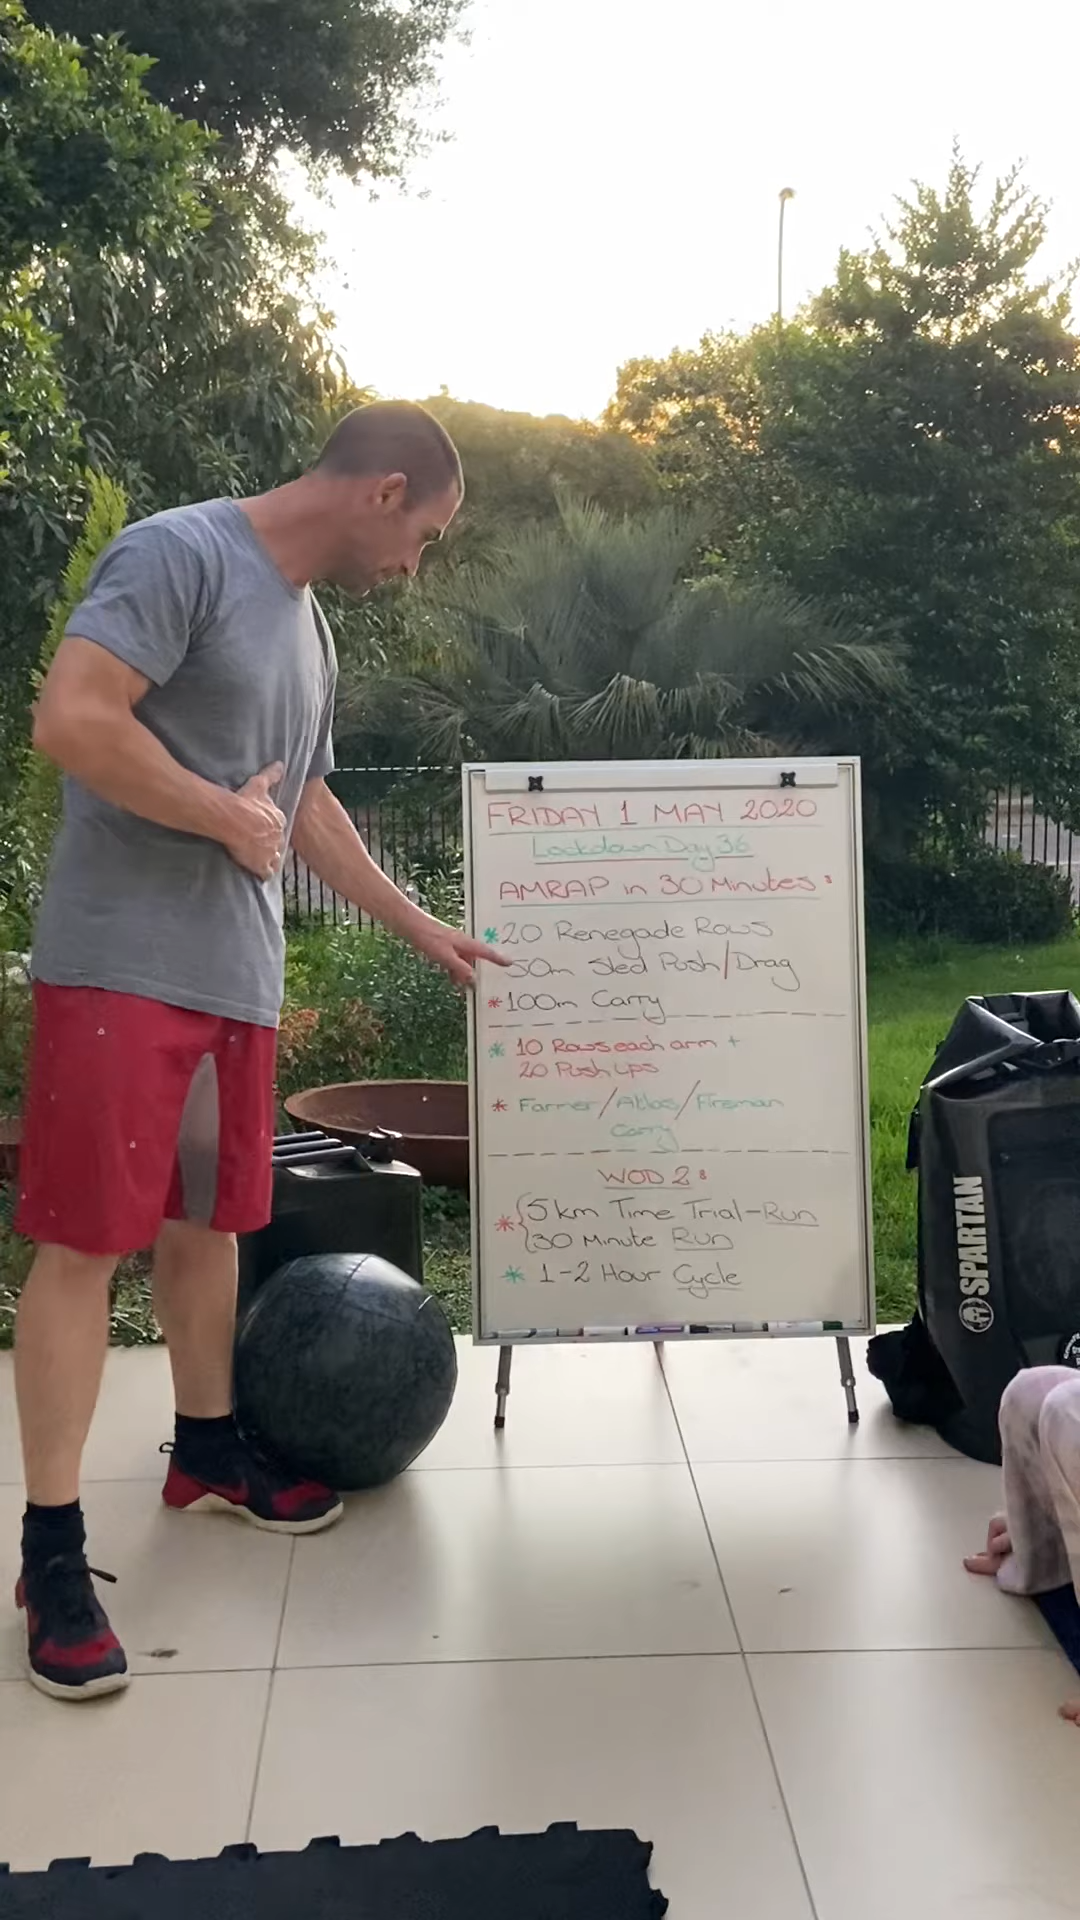 FRIDAY 1 MAY 2020
Lockdown Day 36
AMRAP in 30 Minutes:
*20 Renegade Rows
50m Sled Push/Drag
*100m Carry
* 10 Rows each arm +
20 Push Ups
* Farmer/Atlas/Fireman
Carry
WOD 2:
* { 5km Time Trial-Run
30 Minute Run
* 1-2 Hour Cycle
SPARTAN